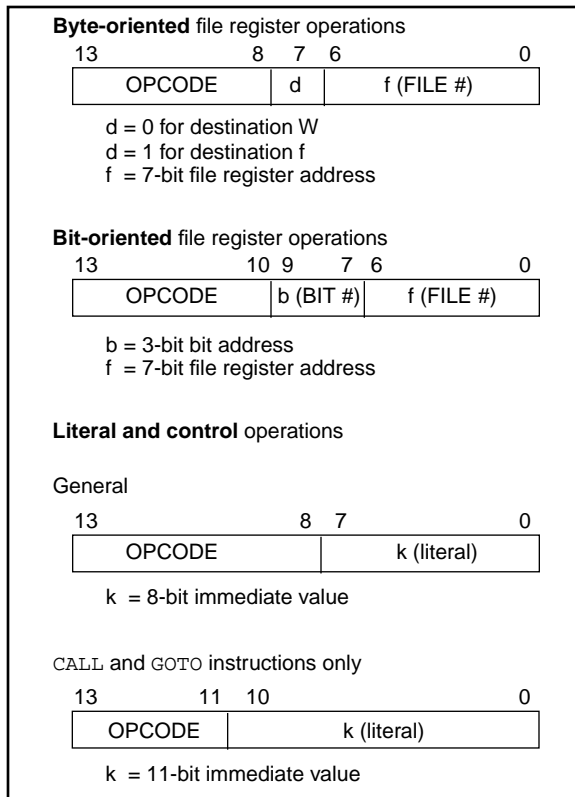 Byte-oriented file register operations
13 8 7 6 0
OPCODE d f (FILE #)
d = 0 for destination W
d = 1 for destination f
f = 7-bit file register address
Bit-oriented file register operations
13 10 9 7 6 0
OPCODE b (BIT #) f (FILE #)
b = 3-bit bit address
f = 7-bit file register address
Literal and control operations
General
13 8 7 0
OPCODE k (literal)
k = 8-bit immediate value
CALL and GOTO instructions only
13 11 10 0
OPCODE k (literal)
k = 11-bit immediate value